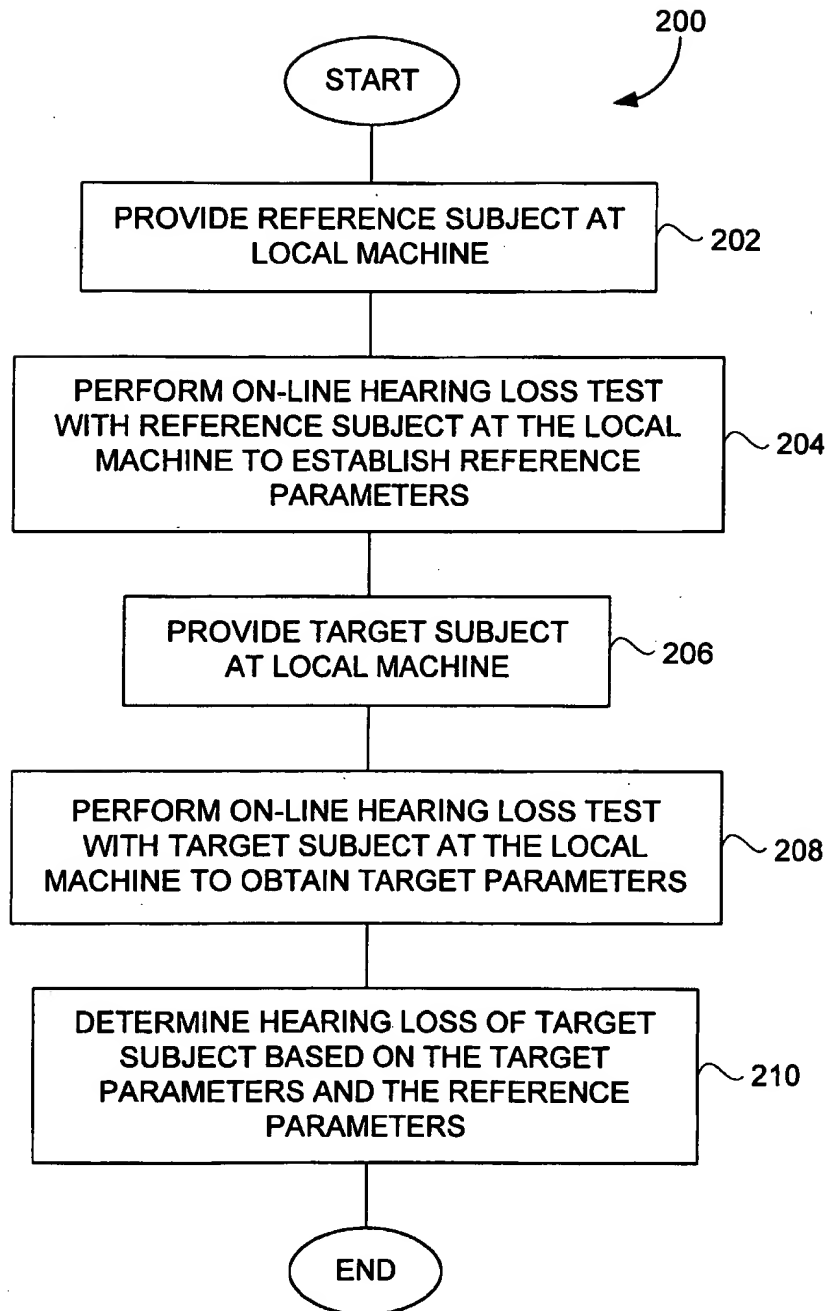 200
START
PROVIDE REFERENCE SUBJECT AT
LOCAL MACHINE
202
PERFORM ON-LINE HEARING LOSS TEST
WITH REFERENCE SUBJECT AT THE LOCAL
MACHINE TO ESTABLISH REFERENCE
PARAMETERS
204
PROVIDE TARGET SUBJECT
AT LOCAL MACHINE
206
PERFORM ON-LINE HEARING LOSS TEST
WITH TARGET SUBJECT AT THE LOCAL
MACHINE TO OBTAIN TARGET PARAMETERS
208
DETERMINE HEARING LOSS OF TARGET
SUBJECT BASED ON THE TARGET
PARAMETERS AND THE REFERENCE
PARAMETERS
210
END